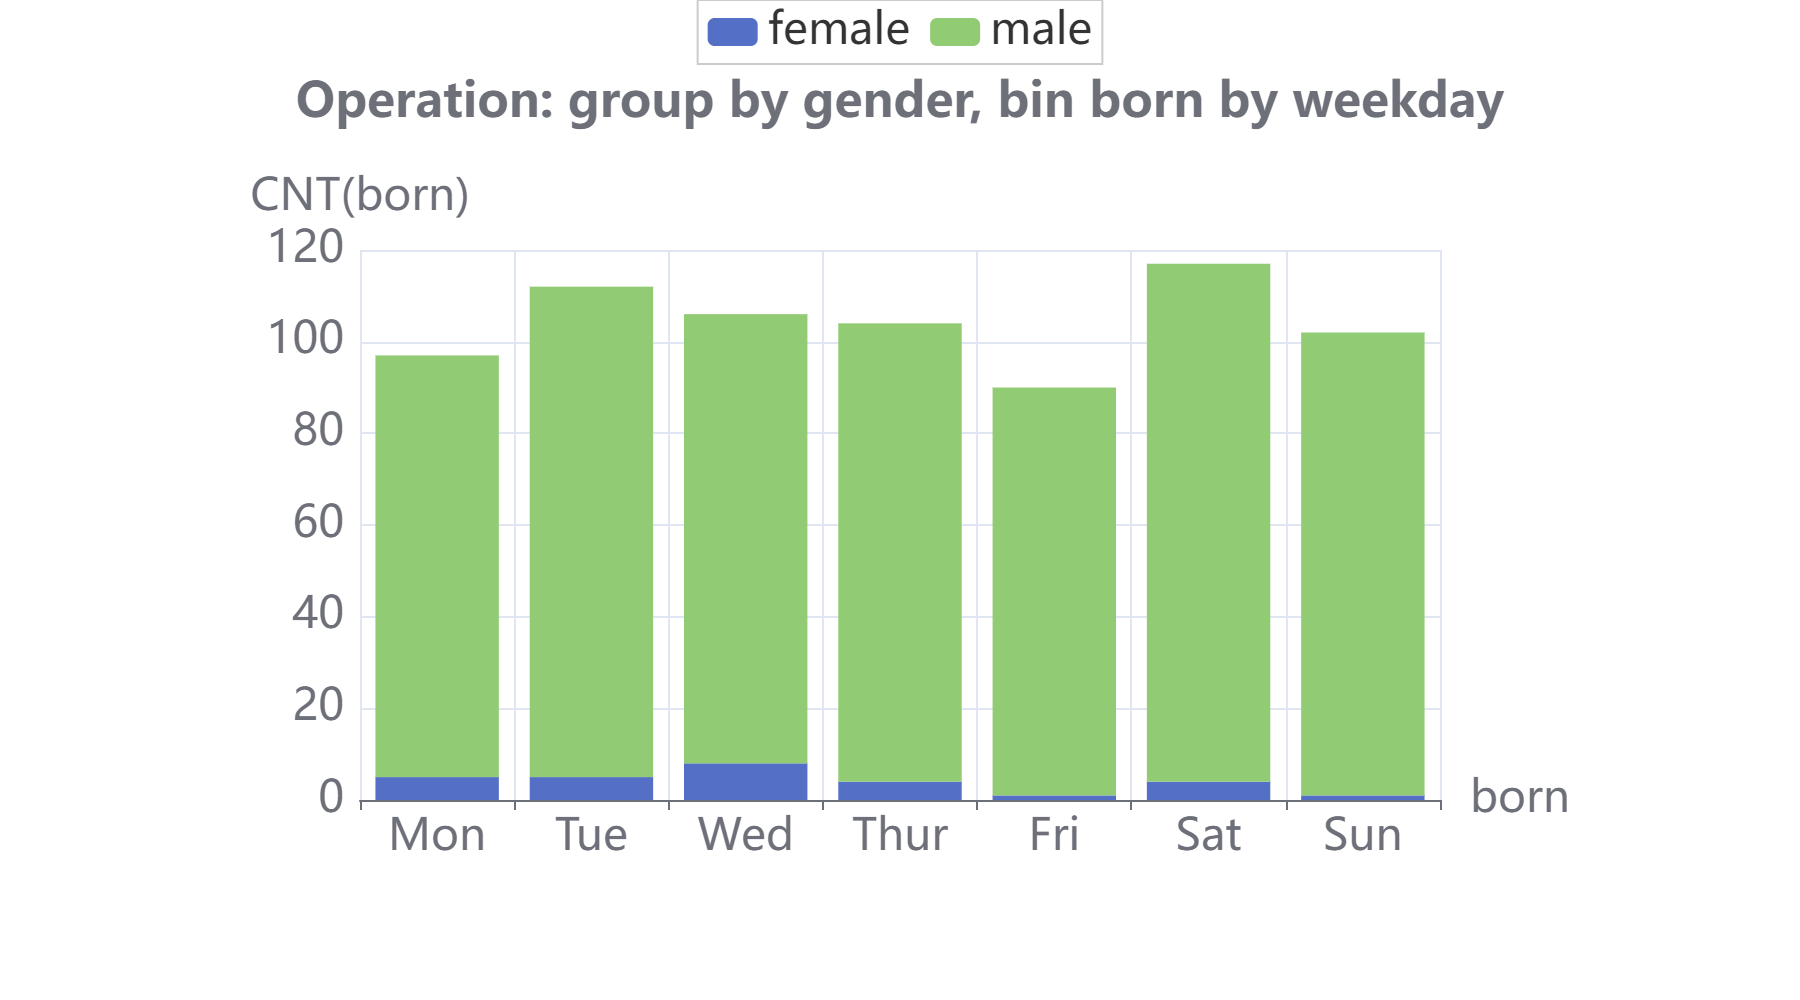 female male
Operation: group by gender, bin born by weekday
CNT(born)
120
100
80
60
40
20
0
born
Mon Tue Wed Thur Fri Sat Sun